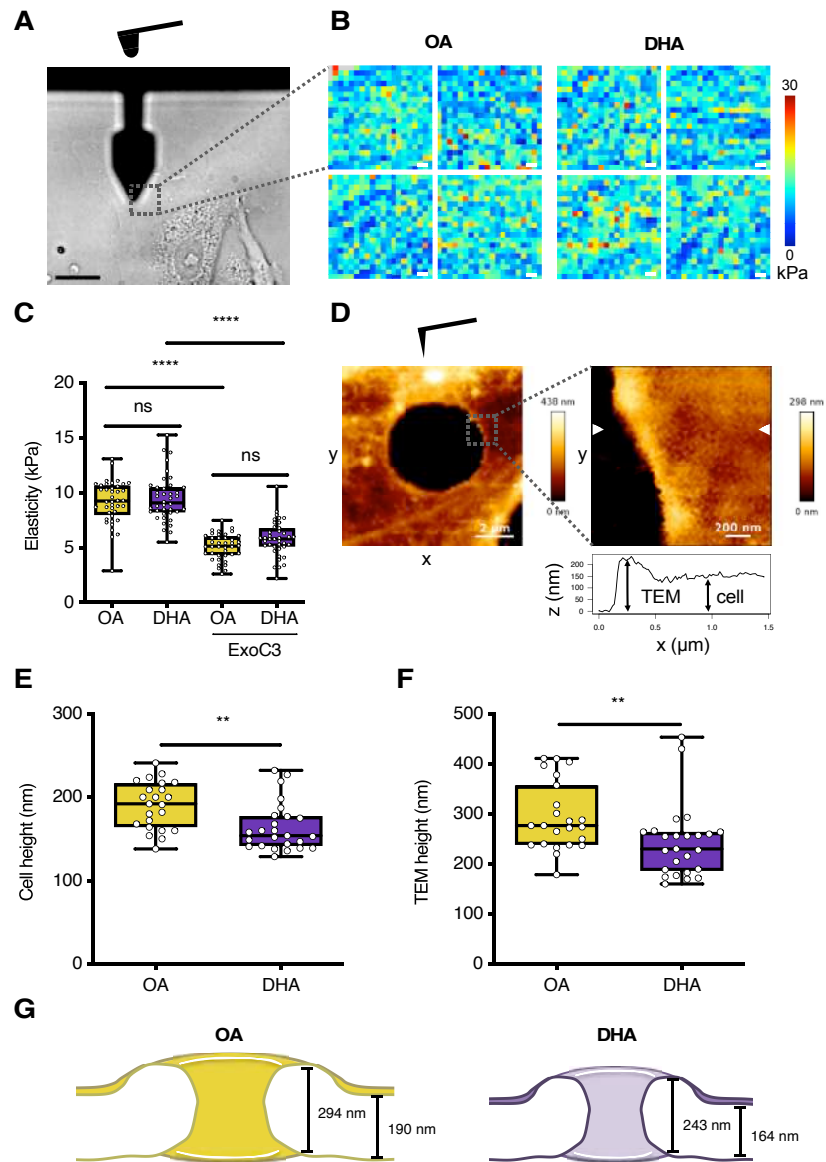 A
B
OA
DHA
30
0
kPa
C
****
****
ns
ns
20
15
10
5
0
Elasticity (kPa)
OA
DHA
OA
DHA
ExoC3
D
438 nm
0 nm
y
x
2 μm
298 nm
0 nm
y
200 nm
z (nm)
200
150
100
50
0
TEM
cell
0.0
0.5
1.0
1.5
x (μm)
E
**
300
200
100
0
Cell height (nm)
OA
DHA
F
**
500
400
300
200
100
0
TEM height (nm)
OA
DHA
G
OA
294 nm
190 nm
DHA
243 nm
164 nm